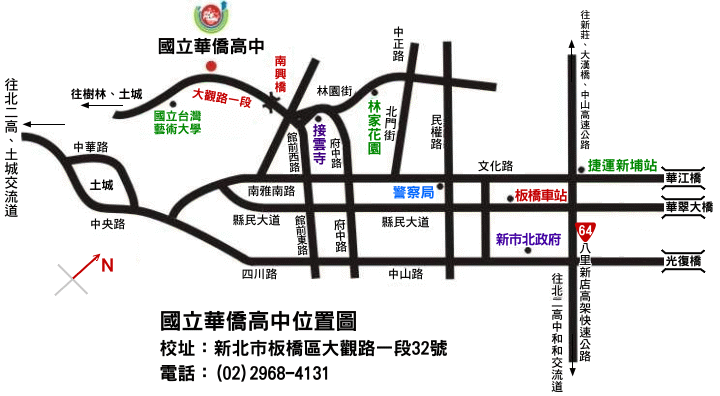 國立華僑高中
往樹林、土城
大觀路一段
南興橋
國立台灣
藝術大學
林園街
中正路
林家花園
北門街
接雲寺
館前西路
府中路
民權路
往新莊、大漢橋、中山高速公路
往北二高、土城交流道
中華路
土城
中央路
文化路
捷運新埔站
華江橋
南雅南路
警察局
板橋車站
華翠大橋
縣民大道
縣民大道
館前東路
府中路
新市北政府
64
八里新店高架快速公路
光復橋
四川路
中山路
往北二高中和和交流道
N
國立華僑高中位置圖
校址：新北市板橋區大觀路一段32號
電話：(02)2968-4131